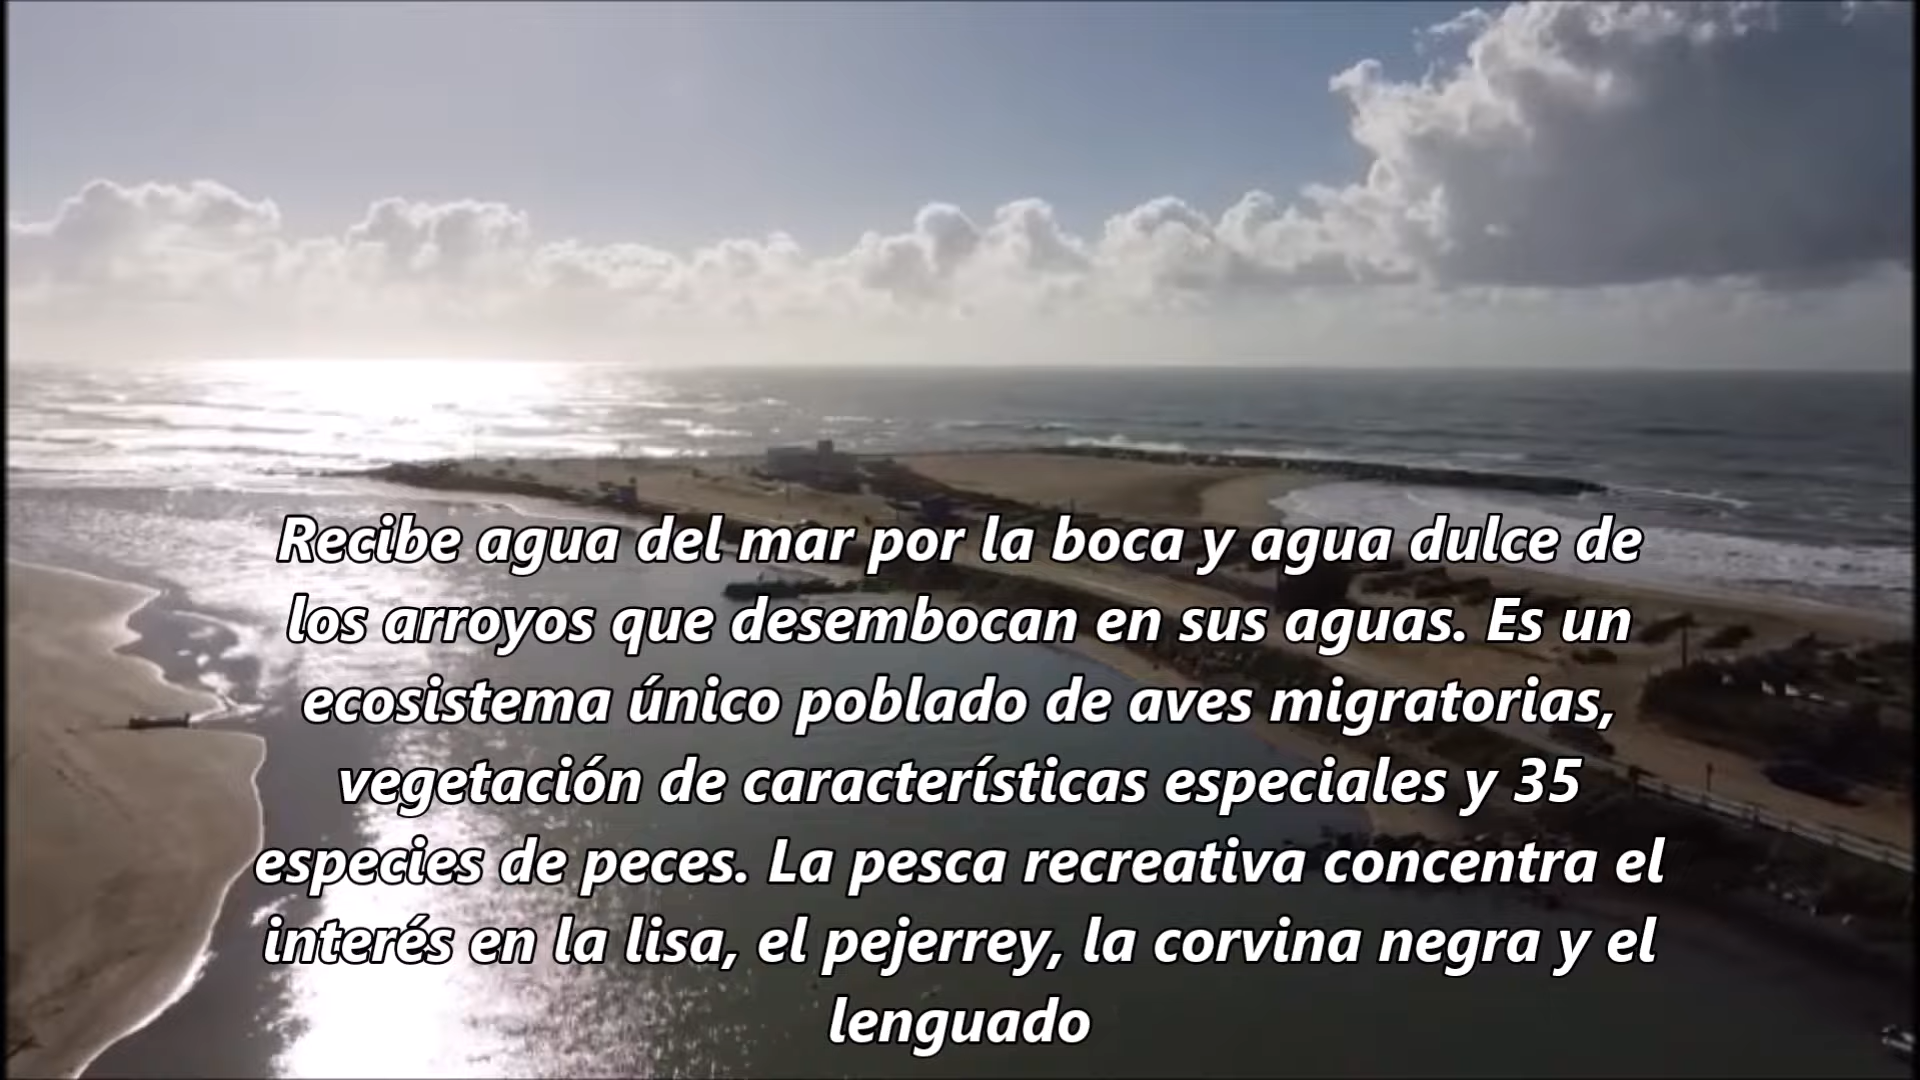 Recibe agua del mar por la boca y agua dulce de
los arroyos que desembocan en sus aguas. Es un
ecosistema único poblado de aves migratorias,
vegetación de características especiales y 35
especies de peces. La pesca recreativa concentra el
interés en la lisa, el pejerrey, la corvina negra y el
lenguado